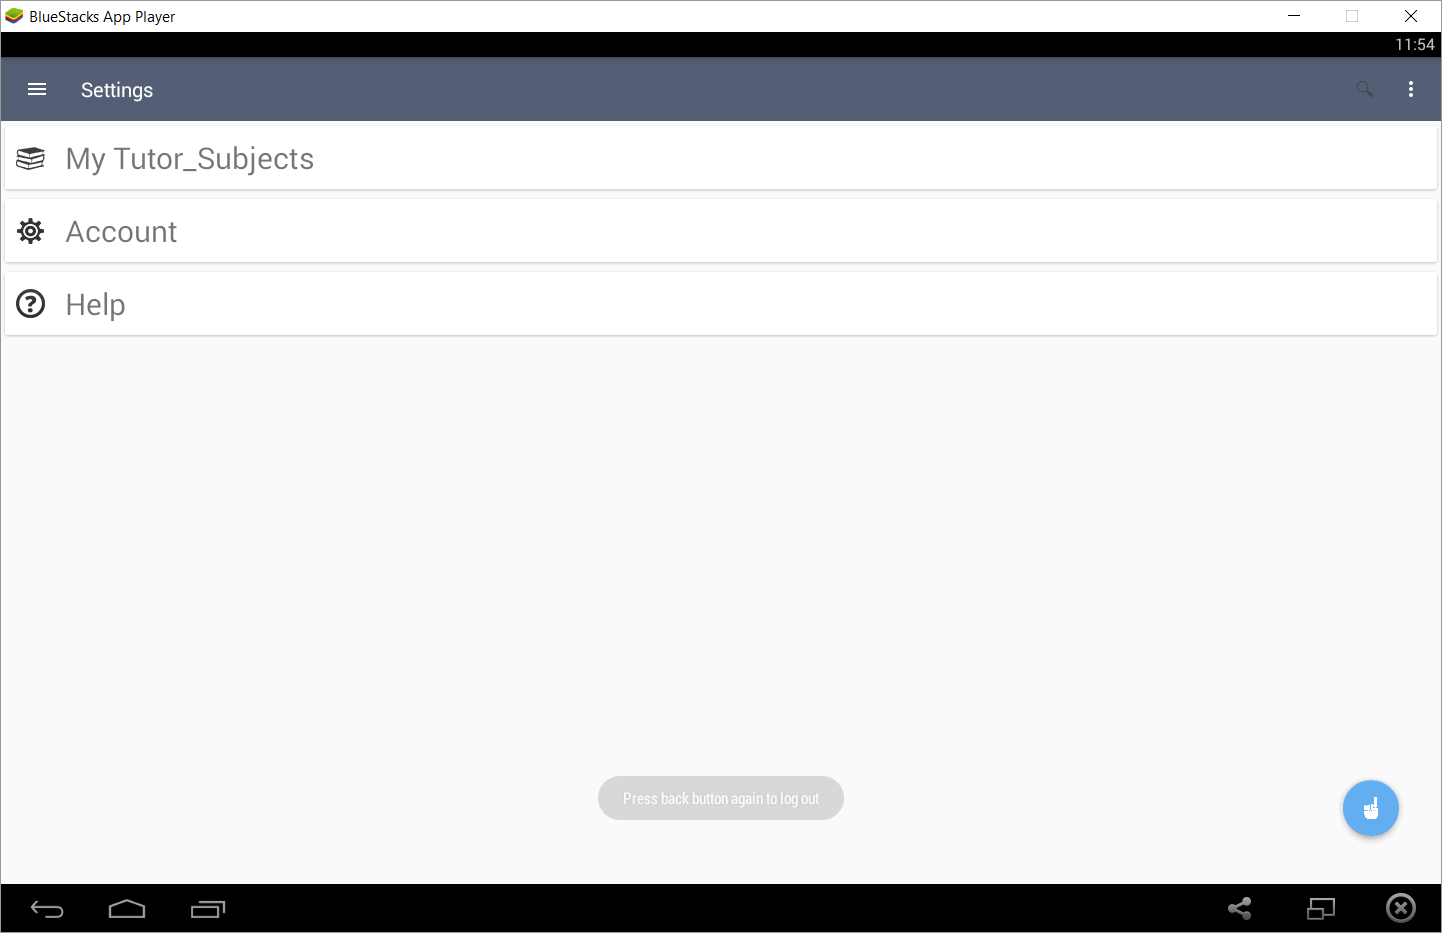 BlueStacks App Player
11:54
Settings
My Tutor_Subjects
Account
Help
Press back button again to log out